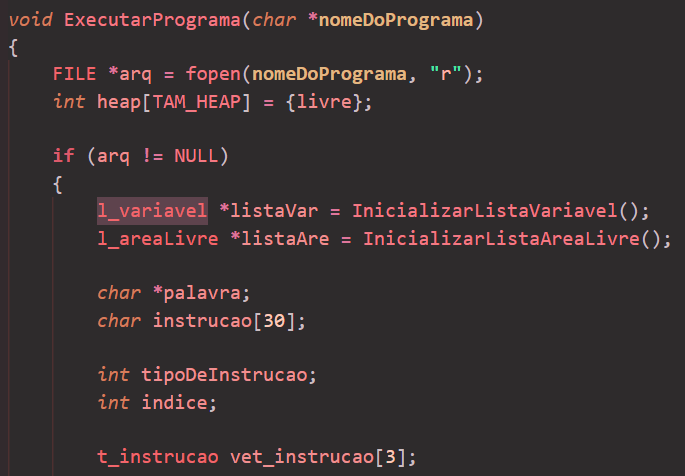 void ExecutarPrograma(char *nomeDoPrograma)
{
    FILE *arq = fopen(nomeDoPrograma, "r");
    int heap[TAM_HEAP] = {livre};

    if (arq != NULL)
    {
        l_variavel *listaVar = InicializarListaVariavel();
        l_areaLivre *listaAre = InicializarListaAreaLivre();

        char *palavra;
        char instrucao[30];

        int tipoDeInstrucao;
        int indice;

        t_instrucao vet_instrucao[3];